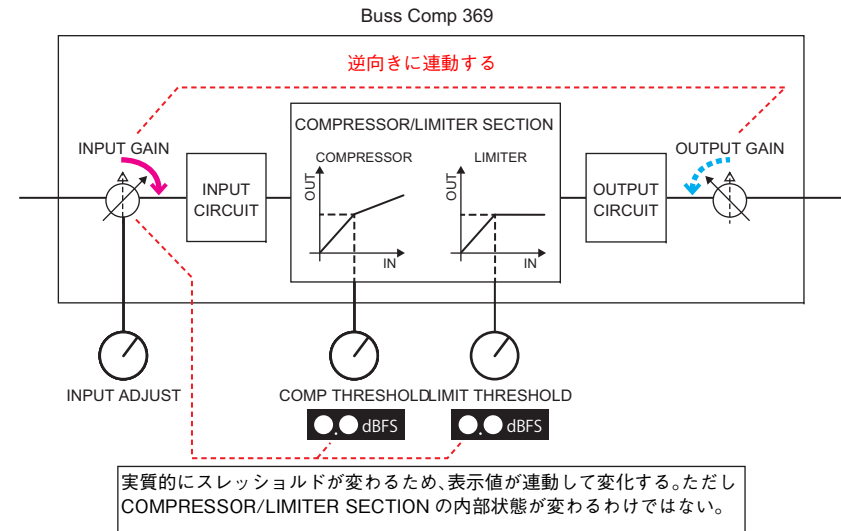 Buss Comp 369
逆向きに連動する
COMPRESSOR/LIMITER SECTION
INPUT GAIN
OUTPUT GAIN
COMPRESSOR
LIMITER
INPUT
CIRCUIT
OUT
IN
OUT
IN
OUTPUT
CIRCUIT
INPUT ADJUST
COMP THRESHOLD
LIMIT THRESHOLD
●.● dBFS
●.● dBFS
実質的にスレッショルドが変わるため、表示値が連動して変化する。ただし
COMPRESSOR/LIMITER SECTION の内部状態が変わるわけではない。